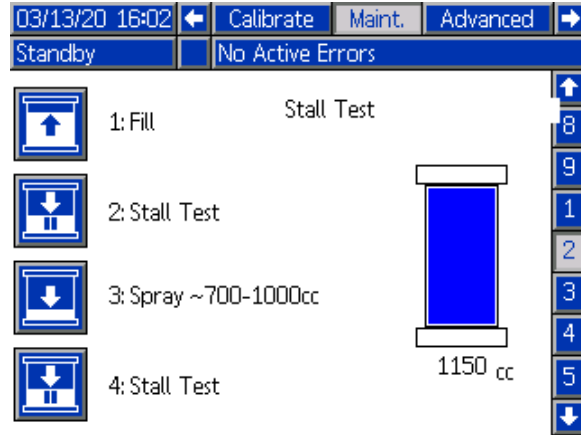 03/13/20 16:02 Calibrate Maint. Advanced
Standby No Active Errors
Stall Test
1: Fill
2: Stall Test
3: Spray ~700-1000cc
4: Stall Test
1150 cc
8
9
1
2
3
4
5